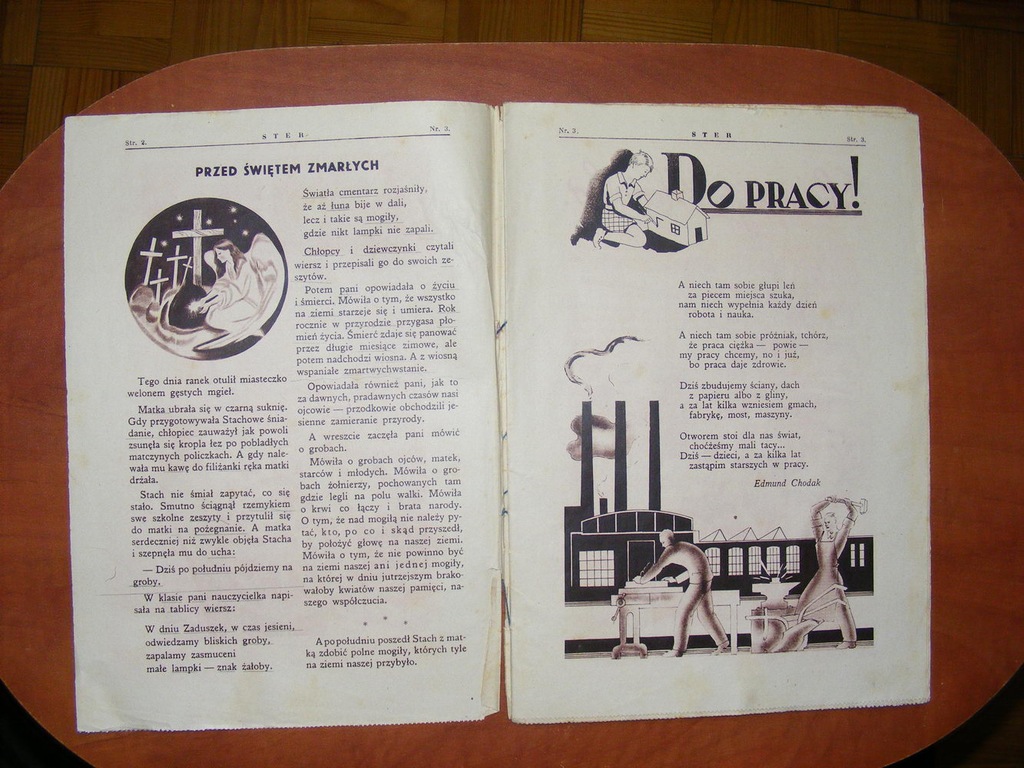 Str. 2.
STER
Nr. 3.
PRZED ŚWIĘTEM ZMARŁYCH
Tego dnia ranek otulił miasteczko
welonem gęstych mgieł.
Matka ubrała się w czarną suknię.
Gdy przygotowywała Stachowe śnia-
danie, chłopiec zauważył jak powoli
zsunęła się kropla łez po pobladłych
matczynych policzkach. A gdy nale-
wała mu kawę do filiżanki ręka matki
drżała.
Stach nie śmiał zapytać, co się
stało. Smutno ściągnął rzemykiem
swe szkolne zeszyty i przytulił się
do matki na pożegnanie. A matka
serdeczniej niż zwykle objęła Stacha
i szepnęła mu do ucha:
— Dziś po południu pójdziemy na
groby.
W klasie pani nauczycielka napi-
sała na tablicy wiersz:
W dniu Zaduszek, w czas jesieni,
odwiedzamy bliskich groby,
zapalamy zasmuceni
małe lampki — znak żałoby.
Światła cmentarz rozjaśniły,
że aż łuna bije w dali,
lecz i takie są mogiły,
gdzie nikt lampki nie zapali.
Chłopcy i dziewczynki czytali
wiersz i przepisali go do swoich ze-
szytów.
Potem pani opowiadała o życiu
i śmierci. Mówiła o tym, że wszystko
na ziemi starzeje się i umiera. Rok
rocznie w przyrodzie przygasa pło-
mień życia. Śmierć zdaje się panować
przez długie miesiące zimowe, ale
potem nadchodzi wiosna. A z wiosną
wspaniałe zmartwychwstanie.
Opowiadała również pani, jak to
za dawnych, pradawnych czasów nasi
ojcowie — przodkowie obchodzili je-
sienne zamieranie przyrody.
A wreszcie zaczęła pani mówić
o grobach.
Mówiła o grobach ojców, matek,
starców i młodych. Mówiła o gro-
bach żołnierzy, pochowanych tam
gdzie legli na polu walki. Mówiła
o krwi co łączy i brata narody.
O tym, że nad mogiłą nie należy py-
tać, kto, po co i skąd przyszedł,
by położyć głowę na naszej ziemi.
Mówiła o tym, że nie powinno być
na ziemi naszej ani jednej mogiły,
na której w dniu jutrzejszym brako-
wałoby kwiatów naszej pamięci, na-
szego współczucia.
* * *
A po południu poszedł Stach z mat-
ką zdobić polne mogiły, których tyle
na ziemi naszej przybyło.
Nr. 3.
STER
Str. 3.
DO PRACY!
A niech tam sobie głupi leń
za piecem miejsca szuka,
nam niech wypełnia każdy dzień
robota i nauka.
A niech tam sobie próżniak, tchórz,
że praca ciężka — powie —
my pracy chcemy, no i już,
bo praca daje zdrowie.
Dziś zbudujemy ściany, dach
z papieru albo z gliny,
a za lat kilka wzniesiem gmach,
fabrykę, most, maszyny.
Otworem stoi dla nas świat,
choćżeśmy mali tacy...
Dziś — dzieci, a za kilka lat
zastąpim starszych w pracy.
Edmund Chodak